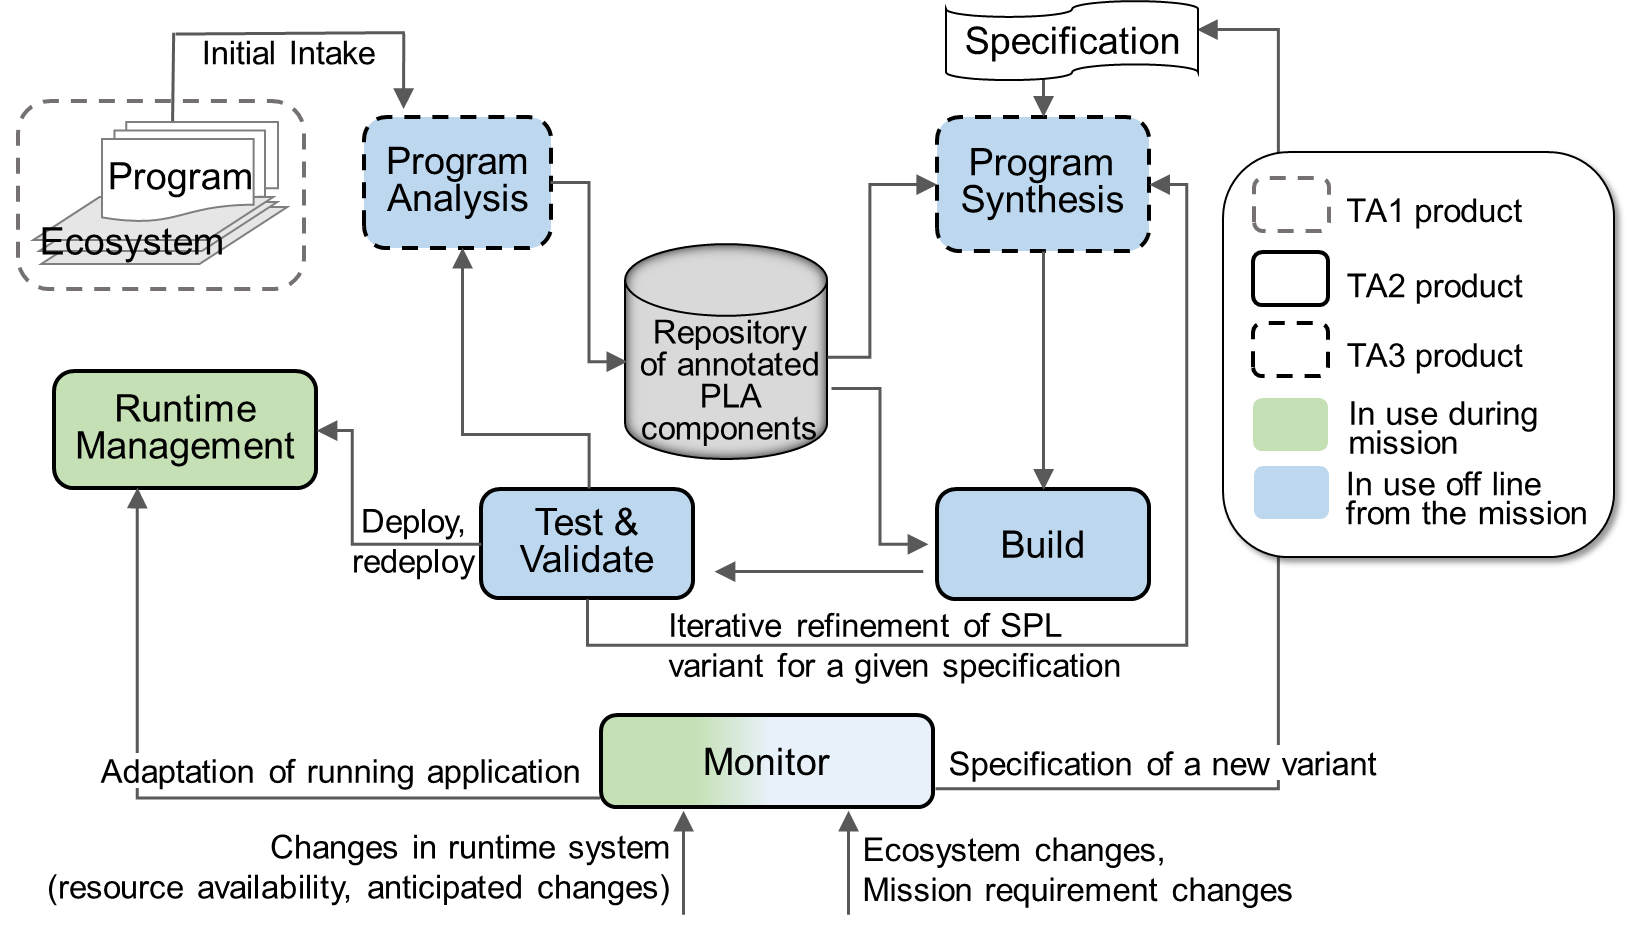 Initial Intake
Specification
Program
Ecosystem
Program
Analysis
Program
Synthesis
TA1 product
TA2 product
TA3 product
In use during
mission
In use off line
from the mission
Repository
of annotated
PLA
components
Runtime
Management
Deploy,
redeploy
Test &
Validate
Build
Iterative refinement of SPL
variant for a given specification
Monitor
Adaptation of running application
Specification of a new variant
Changes in runtime system
(resource availability, anticipated changes)
Ecosystem changes,
Mission requirement changes